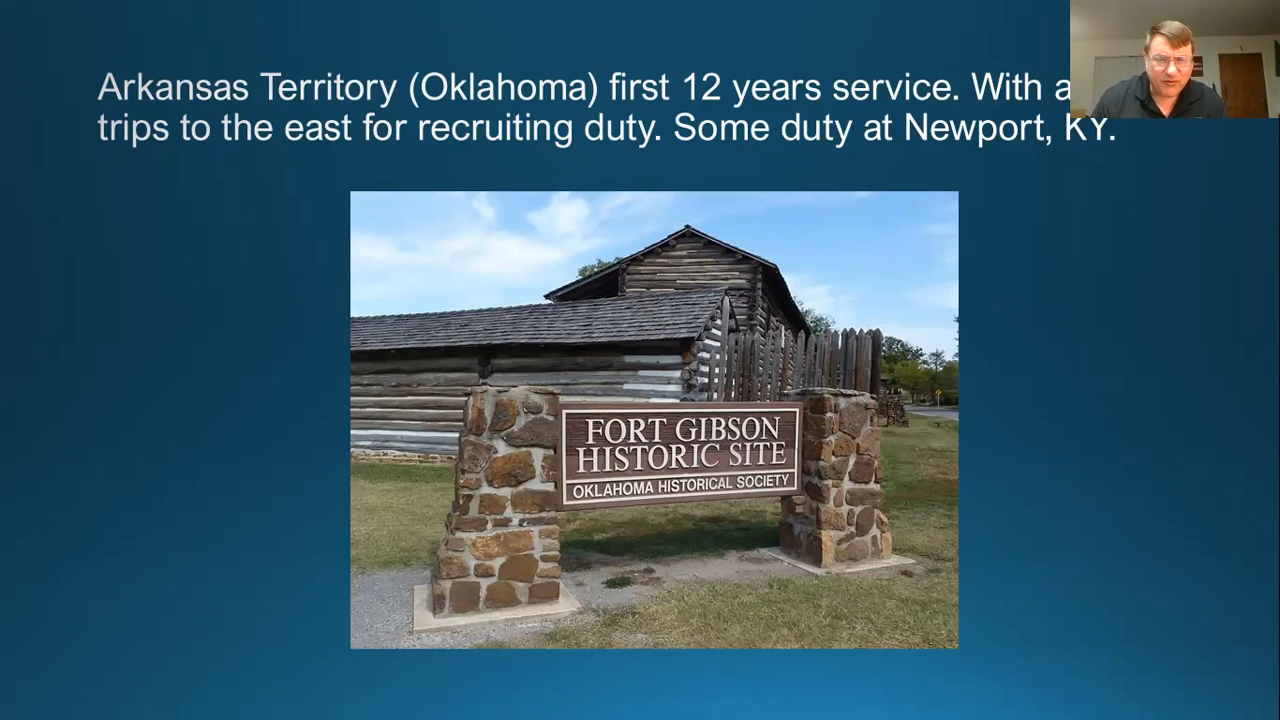 Arkansas Territory (Oklahoma) first 12 years service. With a
trips to the east for recruiting duty. Some duty at Newport, KY.
FORT GIBSON
HISTORIC SITE
OKLAHOMA HISTORICAL SOCIETY